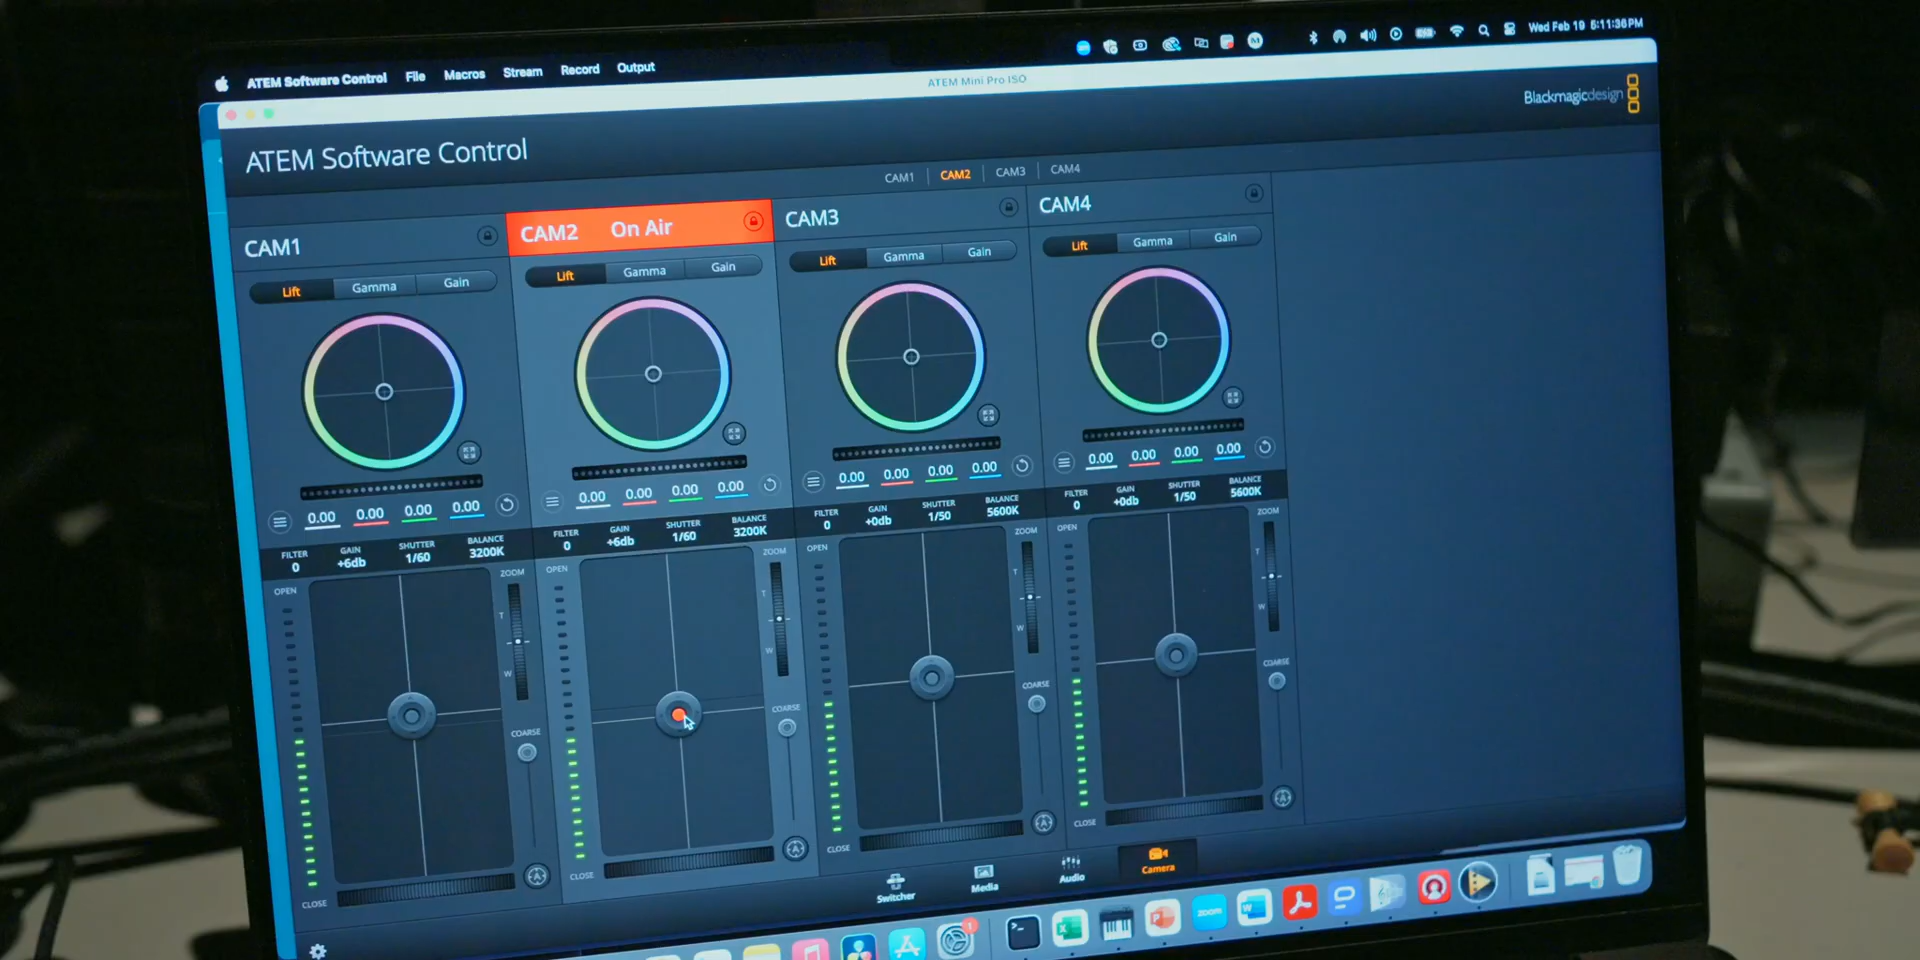 ATEM Software Control File Macros Stream Record Output Wed Feb 19 5:11:36 PM
ATEM Mini Pro ISO
Blackmagicdesign
ATEM Software Control
CAM1 CAM2 CAM3 CAM4
CAM1
Lift Gamma Gain
0.00 0.00 0.00 0.00
FILTER GAIN SHUTTER BALANCE
0 +6db 1/60 3200K
OPEN ZOOM
T
W
COARSE
A
CLOSE
CAM2 On Air
Lift Gamma Gain
0.00 0.00 0.00 0.00
FILTER GAIN SHUTTER BALANCE
0 +6db 1/60 3200K
OPEN ZOOM
T
W
COARSE
A
CLOSE
CAM3
Lift Gamma Gain
0.00 0.00 0.00 0.00
FILTER GAIN SHUTTER BALANCE
0 +0db 1/50 5600K
OPEN ZOOM
T
W
COARSE
A
CLOSE
CAM4
Lift Gamma Gain
0.00 0.00 0.00 0.00
FILTER GAIN SHUTTER BALANCE
0 +0db 1/50 5600K
OPEN ZOOM
T
W
COARSE
A
CLOSE
Switcher Media Audio Camera
1
zoom
W